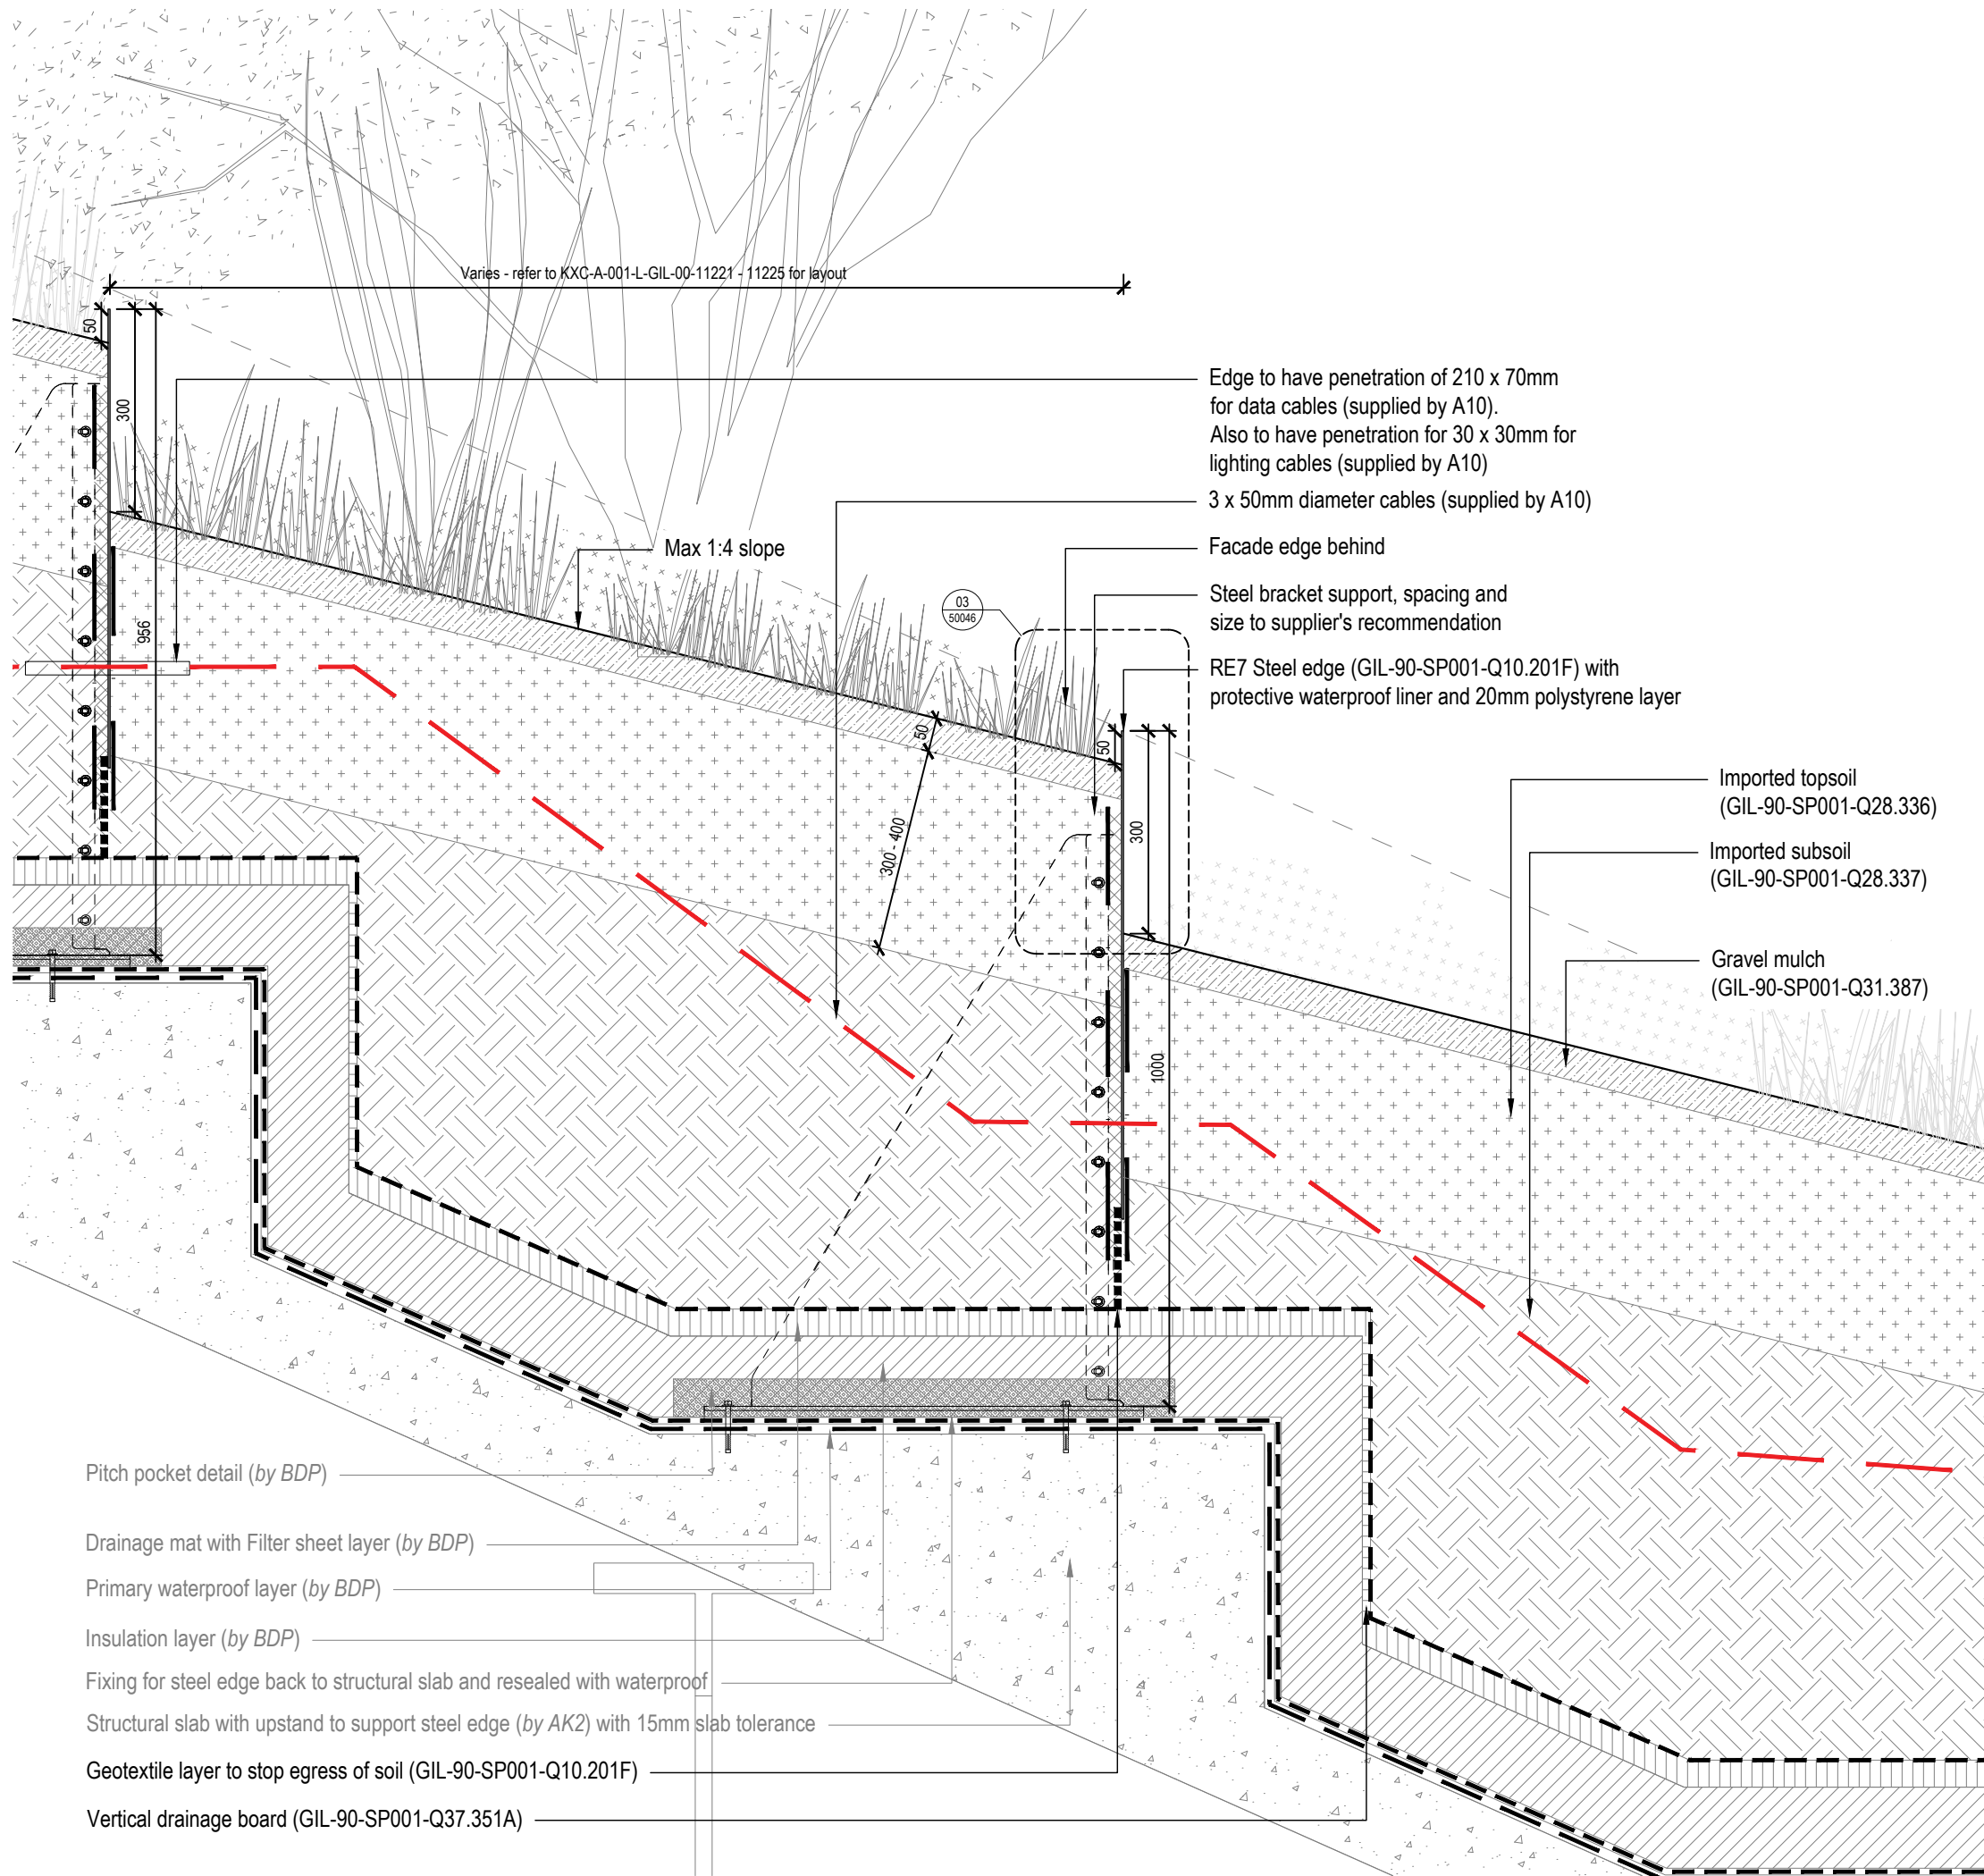 Varies - refer to KXC-A-001-L-GIL-00-11221 - 11225 for layout
50
300
956
Edge to have penetration of 210 x 70mm
for data cables (supplied by A10).
Also to have penetration for 30 x 30mm for
lighting cables (supplied by A10)
3 x 50mm diameter cables (supplied by A10)
Max 1:4 slope
Facade edge behind
03
50046
Steel bracket support, spacing and
size to supplier's recommendation
RE7 Steel edge (GIL-90-SP001-Q10.201F) with
protective waterproof liner and 20mm polystyrene layer
50
300 - 400
50
300
1000
Imported topsoil
(GIL-90-SP001-Q28.336)
Imported subsoil
(GIL-90-SP001-Q28.337)
Gravel mulch
(GIL-90-SP001-Q31.387)
Pitch pocket detail (by BDP)
Drainage mat with Filter sheet layer (by BDP)
Primary waterproof layer (by BDP)
Insulation layer (by BDP)
Fixing for steel edge back to structural slab and resealed with waterproof
Structural slab with upstand to support steel edge (by AK2) with 15mm slab tolerance
Geotextile layer to stop egress of soil (GIL-90-SP001-Q10.201F)
Vertical drainage board (GIL-90-SP001-Q37.351A)